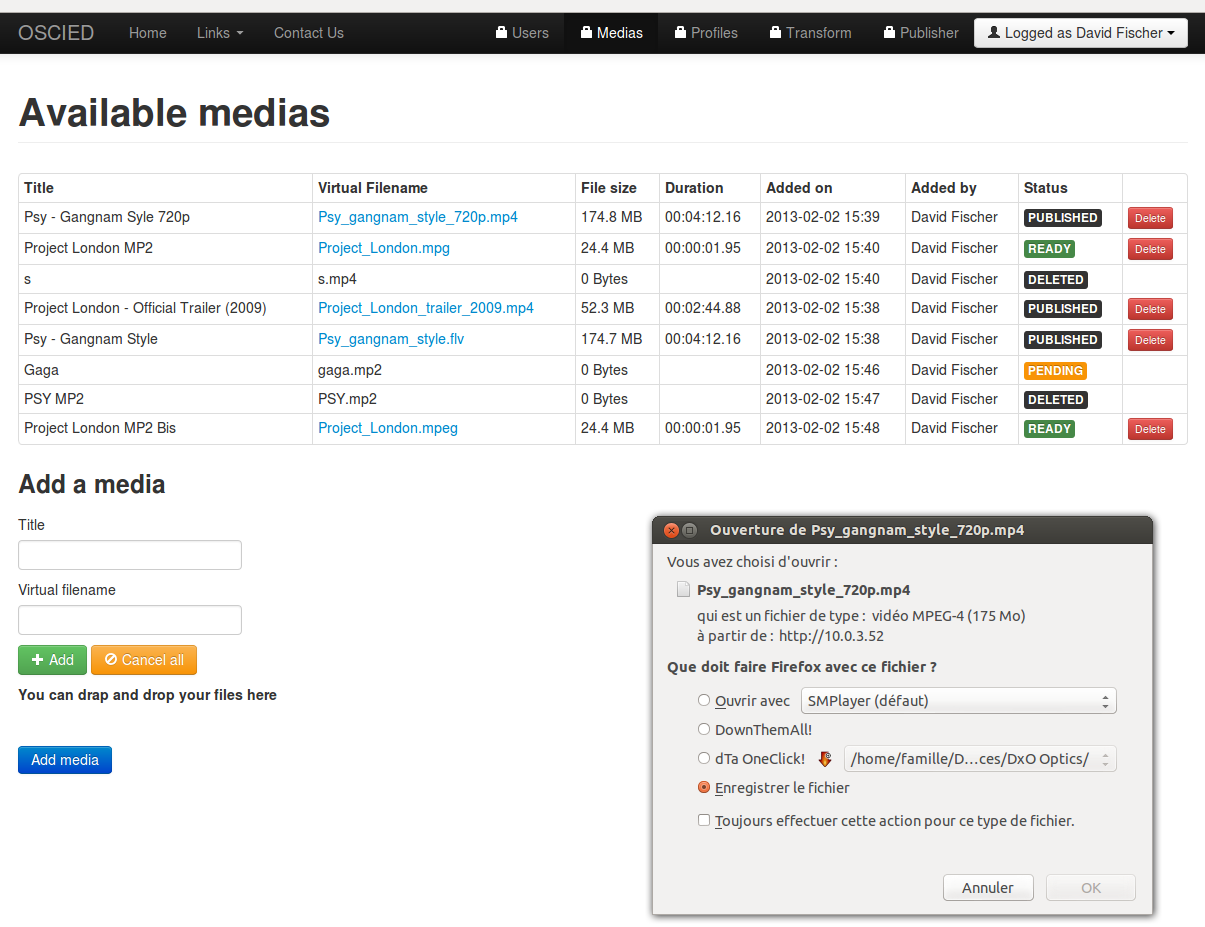 OSCIED Home Links Contact Us Users Medias Profiles Transform Publisher Logged as David Fischer
Available medias
Title Virtual Filename File size Duration Added on Added by Status
Psy - Gangnam Syle 720p Psy_gangnam_style_720p.mp4 174.8 MB 00:04:12.16 2013-02-02 15:39 David Fischer PUBLISHED Delete
Project London MP2 Project_London.mpg 24.4 MB 00:00:01.95 2013-02-02 15:40 David Fischer READY Delete
s s.mp4 0 Bytes 2013-02-02 15:40 David Fischer DELETED
Project London - Official Trailer (2009) Project_London_trailer_2009.mp4 52.3 MB 00:02:44.88 2013-02-02 15:38 David Fischer PUBLISHED Delete
Psy - Gangnam Style Psy_gangnam_style.flv 174.7 MB 00:04:12.16 2013-02-02 15:38 David Fischer PUBLISHED Delete
Gaga gaga.mp2 0 Bytes 2013-02-02 15:46 David Fischer PENDING
PSY MP2 PSY.mp2 0 Bytes 2013-02-02 15:47 David Fischer DELETED
Project London MP2 Bis Project_London.mpeg 24.4 MB 00:00:01.95 2013-02-02 15:48 David Fischer READY Delete
Add a media
Title
Virtual filename
Add Cancel all
You can drap and drop your files here
Add media
Ouverture de Psy_gangnam_style_720p.mp4
Vous avez choisi d'ouvrir :
Psy_gangnam_style_720p.mp4
qui est un fichier de type : vidéo MPEG-4 (175 Mo)
à partir de : http://10.0.3.52
Que doit faire Firefox avec ce fichier ?
Ouvrir avec SMPlayer (défaut)
DownThemAll!
dTa OneClick! /home/famille/D...ces/DxO Optics/
Enregistrer le fichier
Toujours effectuer cette action pour ce type de fichier.
Annuler OK